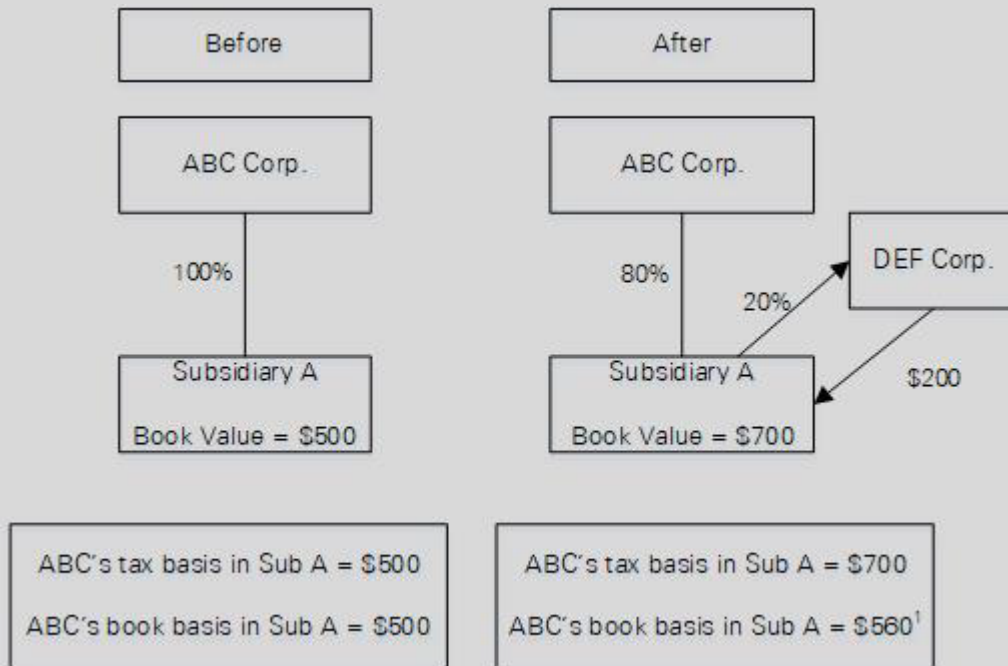 Before
After
ABC Corp.
ABC Corp.
DEF Corp.
100%
80%
20%
$200
Subsidiary A
Book Value = $500
Subsidiary A
Book Value = $700
ABC's tax basis in Sub A = $500
ABC's book basis in Sub A = $500
ABC's tax basis in Sub A = $700
ABC's book basis in Sub A = $560¹